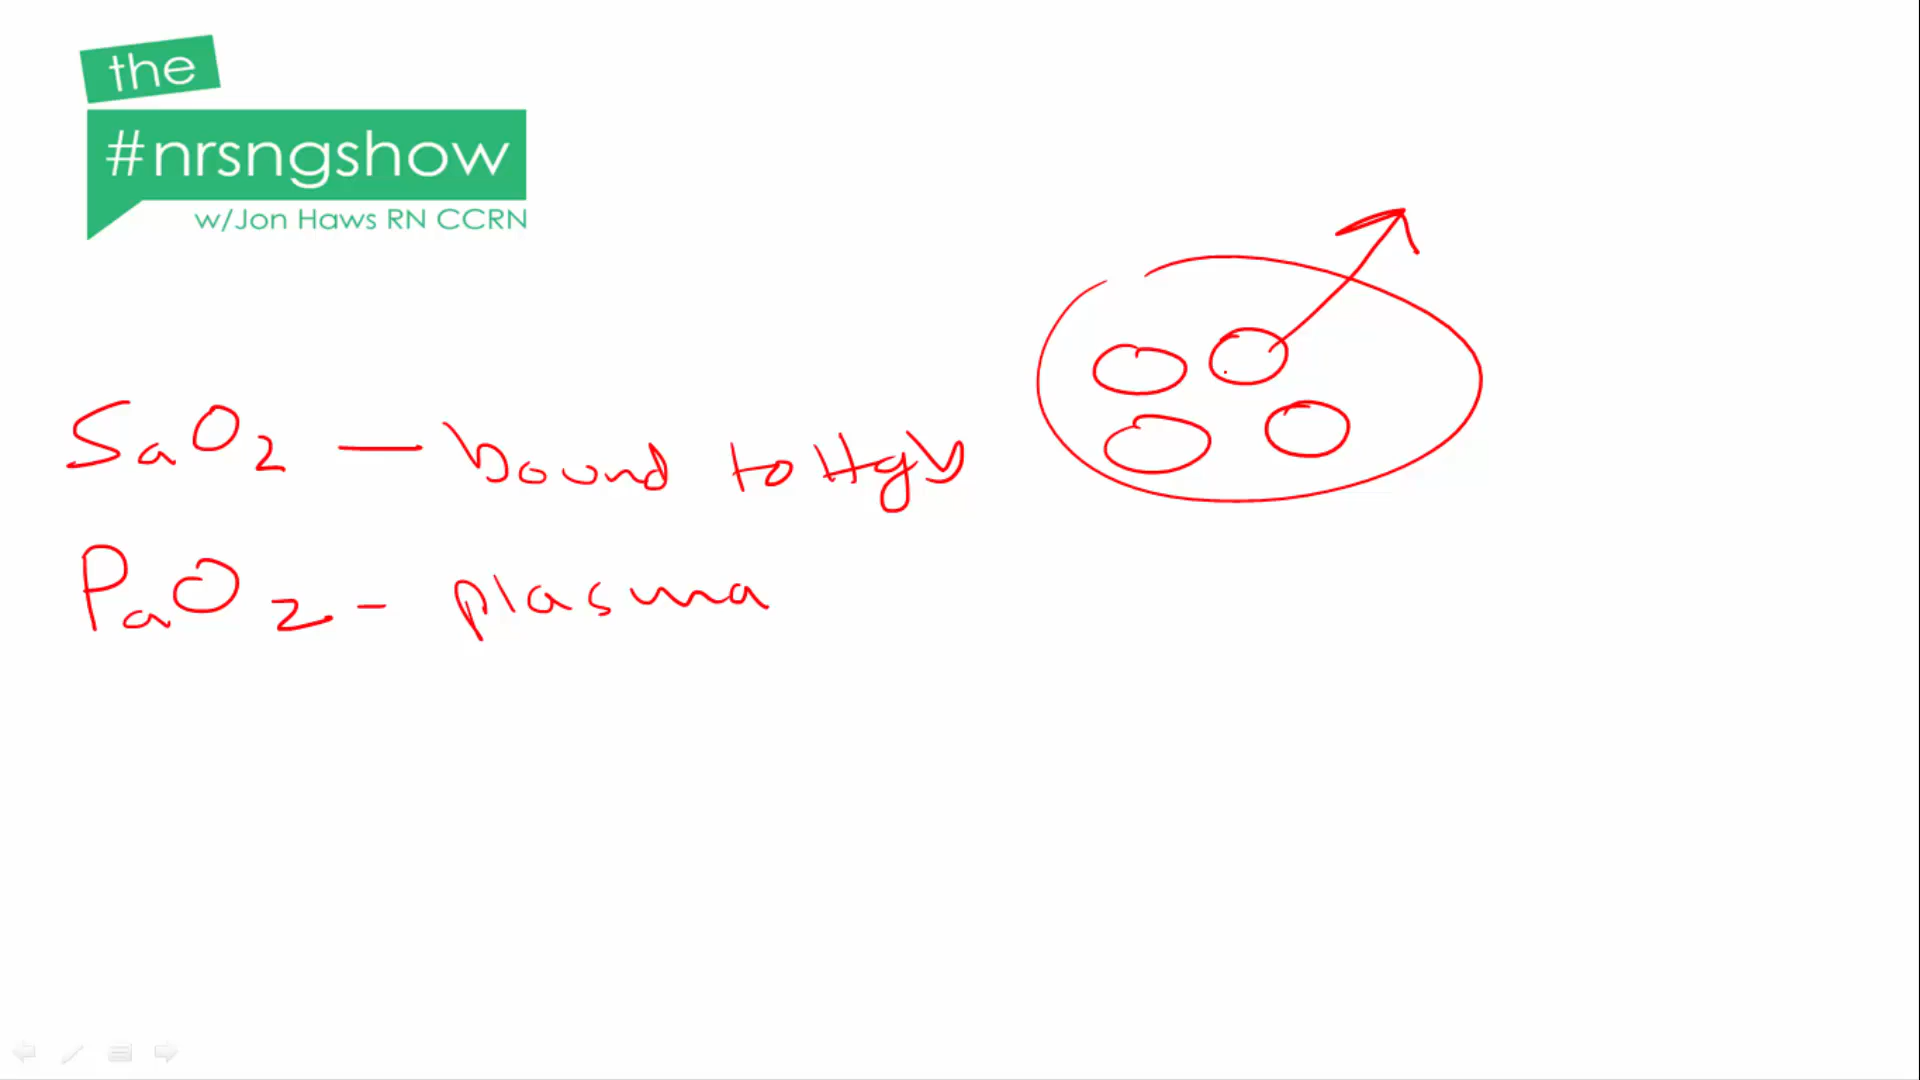 the
#nrsngshow
w/Jon Haws RN CCRN
SaO2 — bound to Hgb
PaO2 - plasma